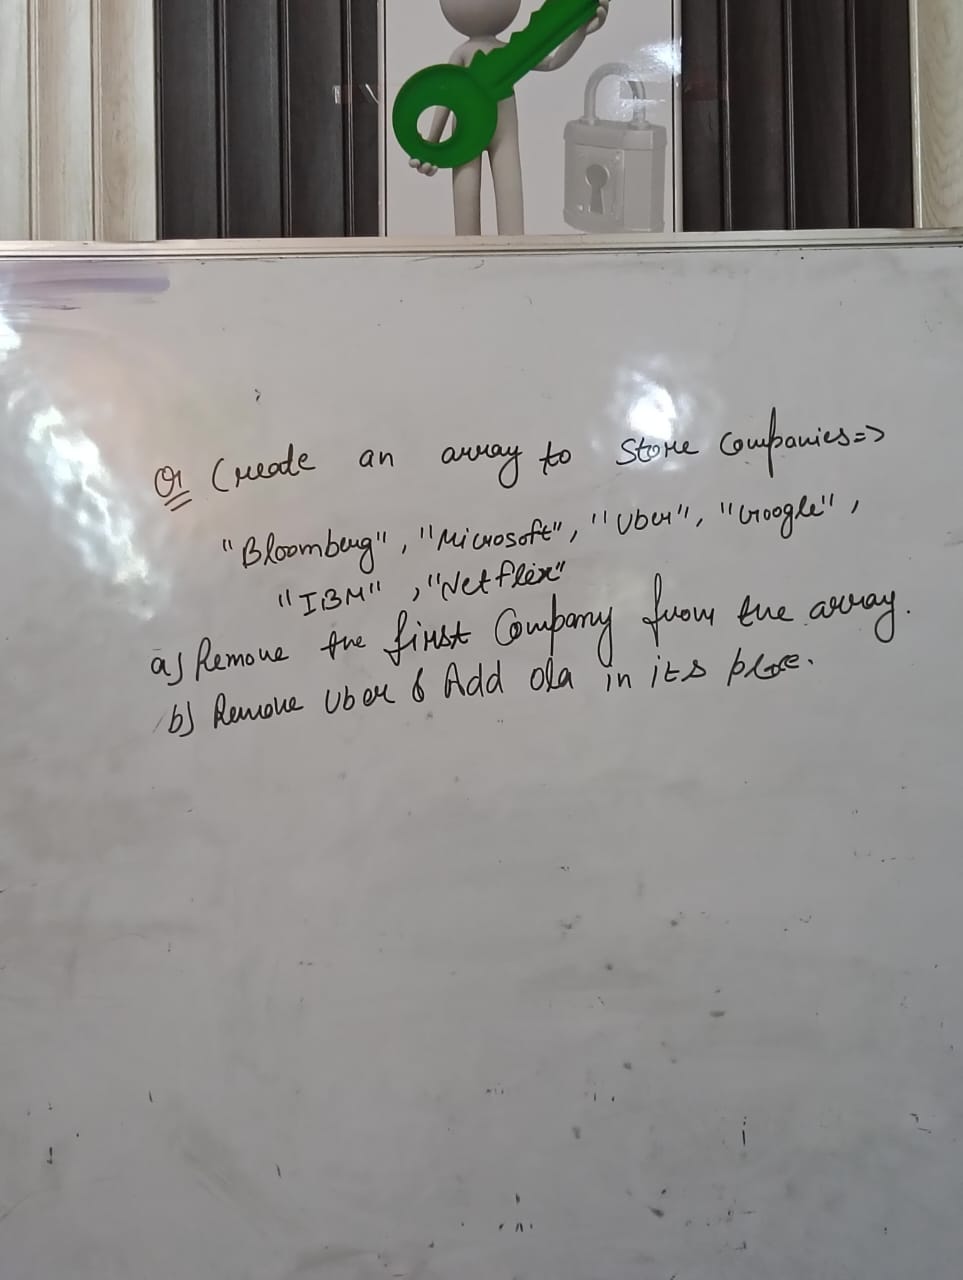 Q1 Create an array to Store Companies=>
"Bloomberg", "Microsoft", "Uber", "Google",
"IBM", "Netflix"
a) Remove the first Company from the array.
b) Remove Uber & Add Ola in its place.